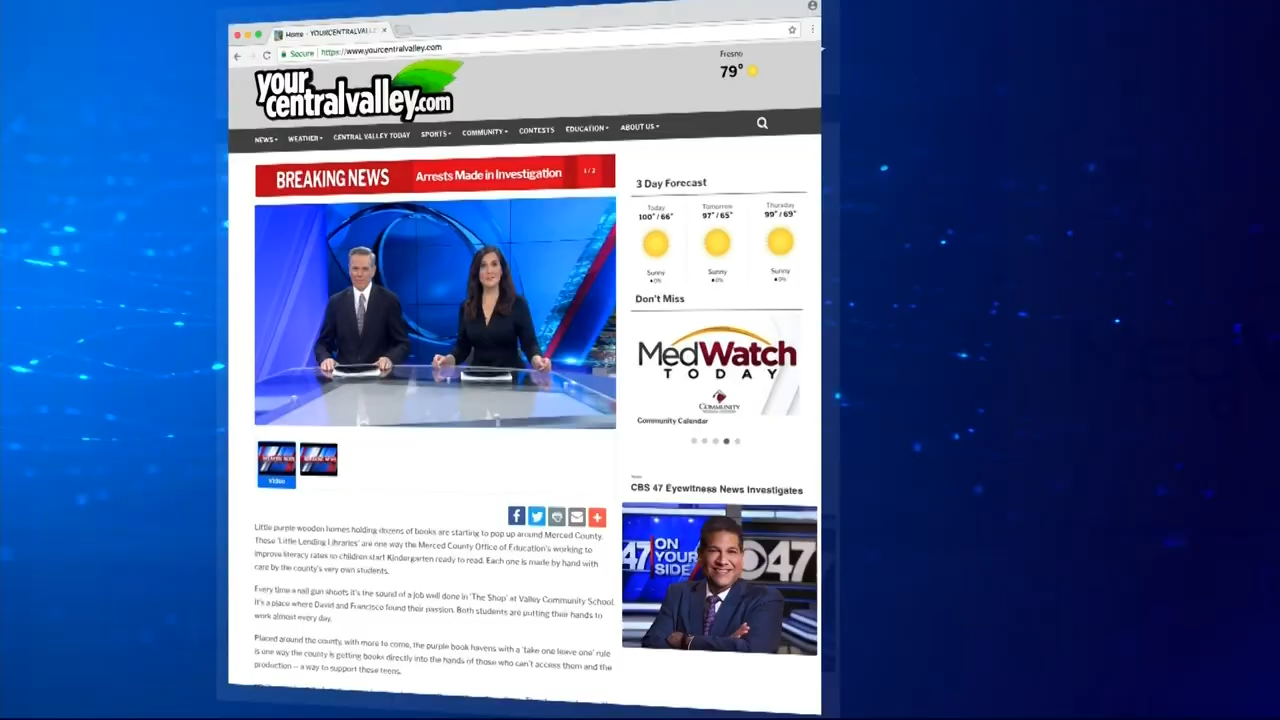 Home - YOURCENTRALVALLEY
Secure | https://www.yourcentralvalley.com
your
centralvalley.com
Fresno
79°
NEWS WEATHER CENTRAL VALLEY TODAY SPORTS COMMUNITY CONTESTS EDUCATION ABOUT US
BREAKING NEWS Arrests Made in Investigation 1 / 2
3 Day Forecast
Today Tomorrow Thursday
100° / 66° 97° / 65° 99° / 69°
Sunny Sunny Sunny
0% 0% 0%
Don't Miss
MedWatch
TODAY
COMMUNITY
Community Calendar
BREAKING NEWS BREAKING NEWS
Video
Little purple wooden homes holding dozens of books are starting to pop up around Merced County.
These 'Little Lending Libraries' are one way the Merced County Office of Education's working to
improve literacy rates so children start Kindergarten ready to read. Each one is made by hand with
care by the county's very own students.
Every time a nail gun shoots it's the sound of a job well done in 'The Shop' at Valley Community School.
It's a place where David and Francisco found their passion. Both students are putting their hands to
work almost every day.
Placed around the county, with more to come, the purple book havens with a 'take one leave one' rule
is one way the county is getting books directly into the hands of those who can't access them and the
production – a way to support these teens.
CBS 47 Eyewitness News Investigates
47 ON
YOUR
SIDE
47